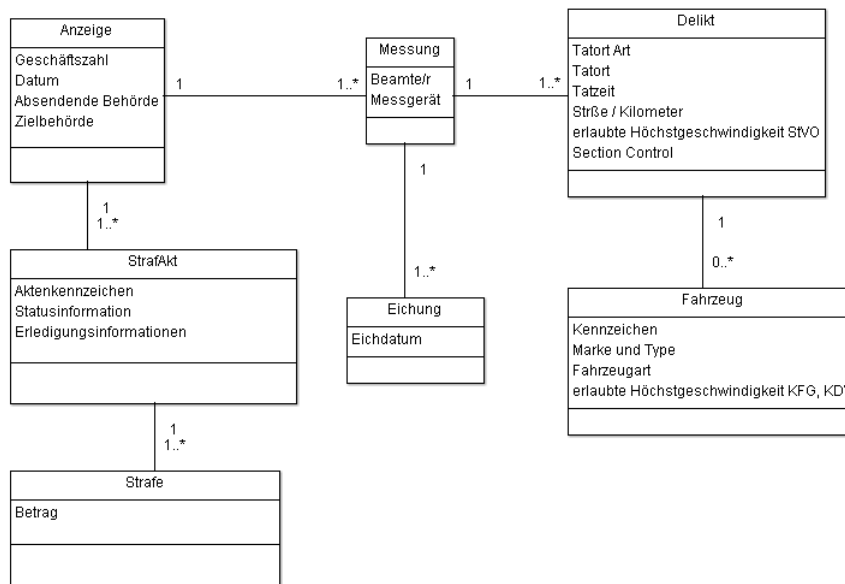 Anzeige
Geschäftszahl
Datum
Absendende Behörde
Zielbehörde
1
1..*
Messung
Beamte/r
Messgerät
1
1..*
Delikt
Tatort Art
Tatort
Tatzeit
Strße / Kilometer
erlaubte Höchstgeschwindigkeit StVO
Section Control
1
1..*
StrafAkt
Aktenkennzeichen
Statusinformation
Erledigungsinformationen
1
1..*
Eichung
Eichdatum
1
0..*
Fahrzeug
Kennzeichen
Marke und Type
Fahrzeugart
erlaubte Höchstgeschwindigkeit KFG,
1
1..*
Strafe
Betrag